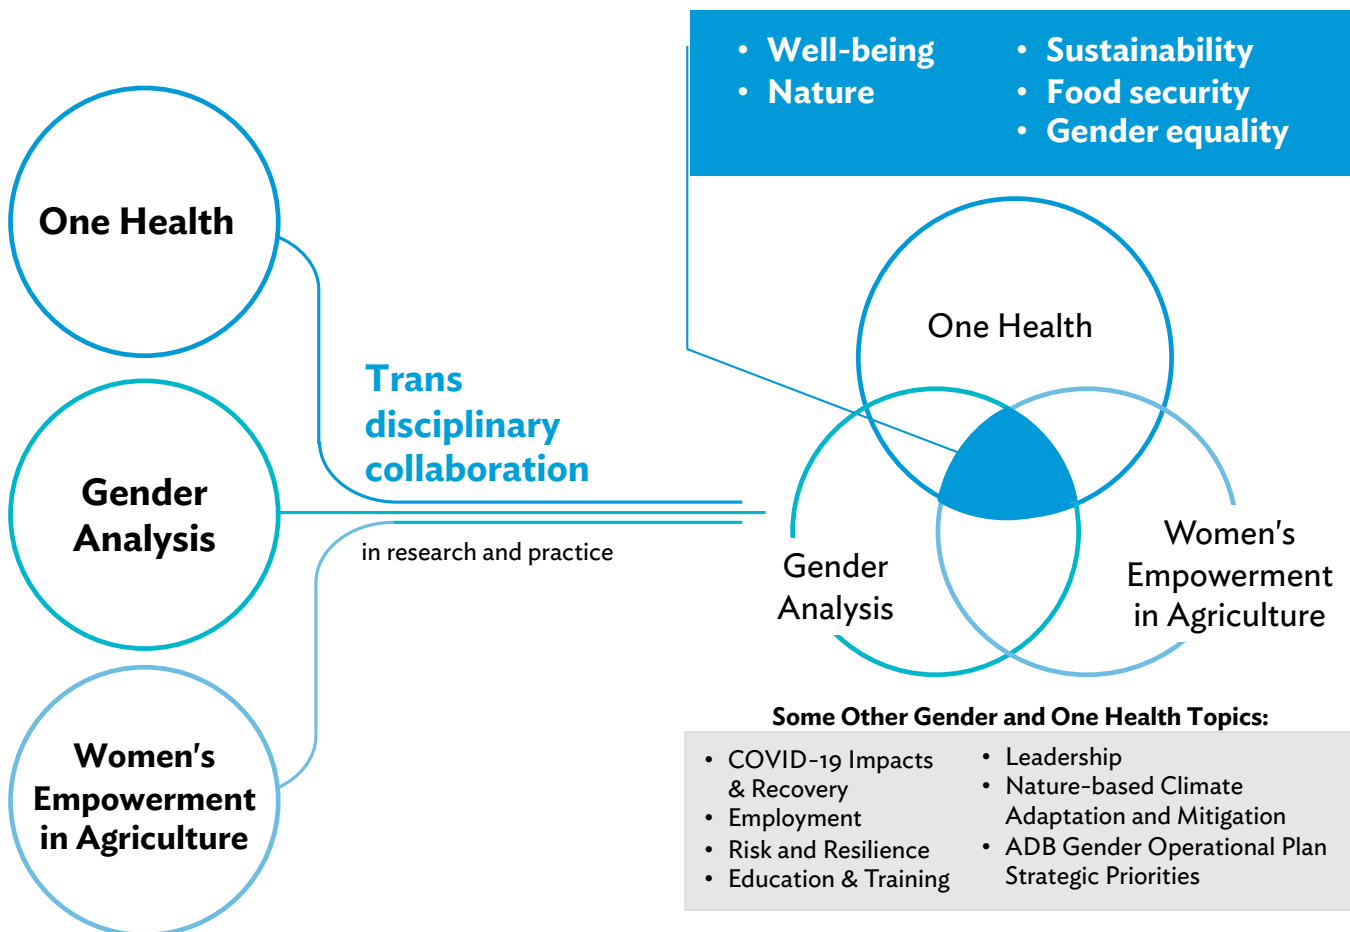 One Health
Gender
Analysis
Women's
Empowerment
in Agriculture
Trans
disciplinary
collaboration
in research and practice
• Well-being
• Nature
• Sustainability
• Food security
• Gender equality
One Health
Gender
Analysis
Women's
Empowerment
in Agriculture
Some Other Gender and One Health Topics:
• COVID-19 Impacts
& Recovery
• Employment
• Risk and Resilience
• Education & Training
• Leadership
• Nature-based Climate
Adaptation and Mitigation
• ADB Gender Operational Plan
Strategic Priorities